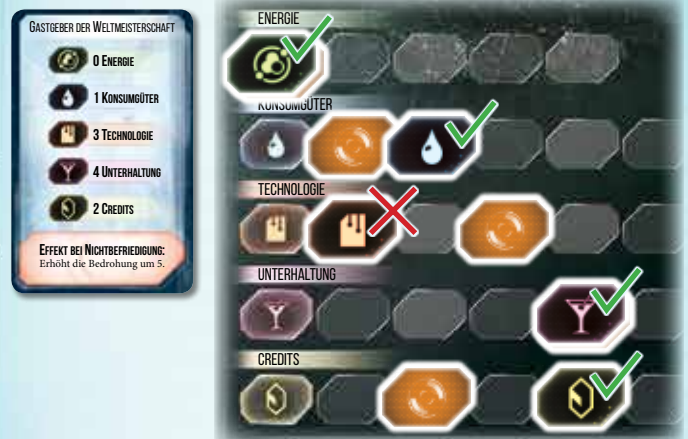 GASTGEBER DER WELTMEISTERSCHAFT
0 ENERGIE
1 KONSUMGÜTER
3 TECHNOLOGIE
4 UNTERHALTUNG
2 CREDITS
EFFEKT BEI NICHTBEFRIEDIGUNG:
Erhöht die Bedrohung um 5.
ENERGIE
KONSUMGÜTER
TECHNOLOGIE
UNTERHALTUNG
CREDITS